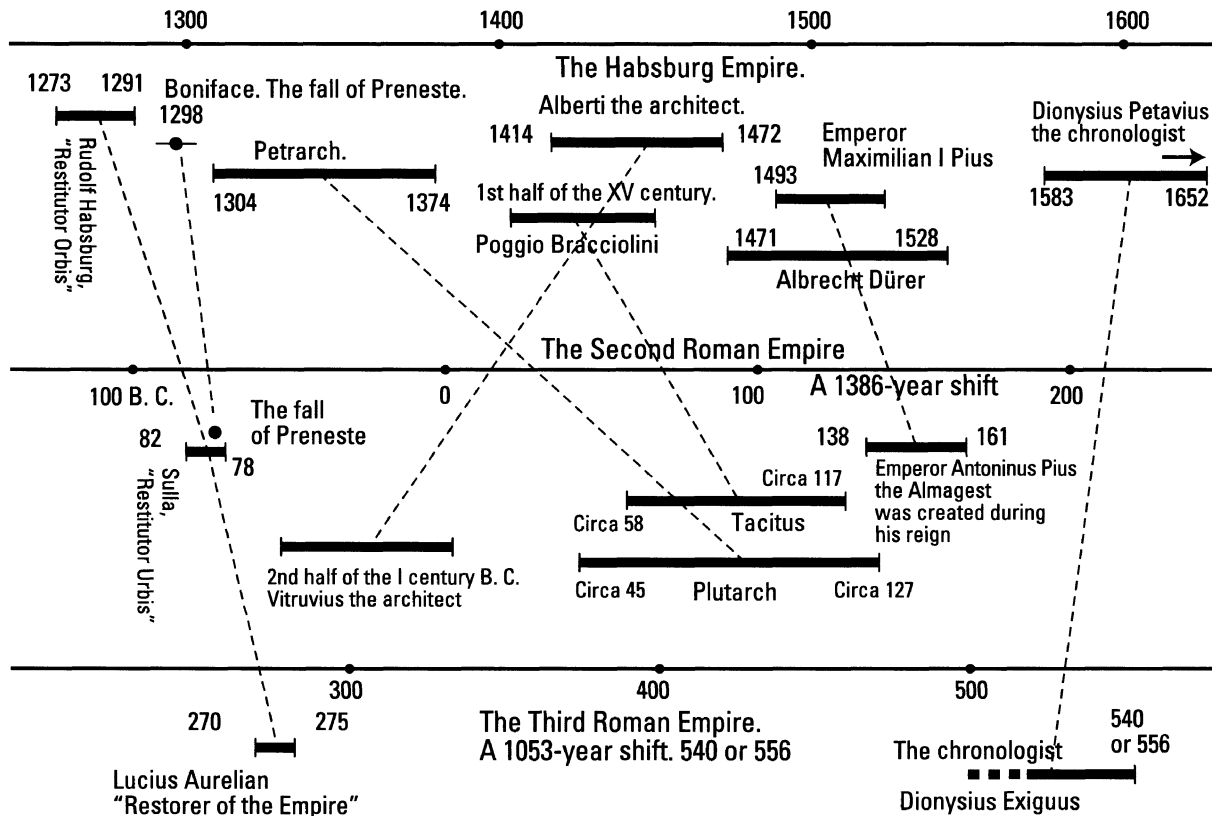 1300 1400 1500 1600
The Habsburg Empire.
1273 1291
Boniface. The fall of Preneste.
1298
Rudolf Habsburg,
"Restitutor Orbis"
Petrarch.
1304 1374
Alberti the architect.
1414 1472
1st half of the XV century.
Poggio Bracciolini
Emperor
Maximilian I Pius
1493
1471 1528
Albrecht Dürer
Dionysius Petavius
the chronologist
1583 1652
The Second Roman Empire
100 B. C. 0 100 200
A 1386-year shift
82
78
The fall
of Preneste
Sulla,
"Restitutor Urbis"
2nd half of the I century B. C.
Vitruvius the architect
Circa 117
Circa 58
Tacitus
Circa 45 Plutarch Circa 127
138 161
Emperor Antoninus Pius
the Almagest
was created during
his reign
300 400 500
270 275
Lucius Aurelian
"Restorer of the Empire"
The Third Roman Empire.
A 1053-year shift. 540 or 556
540
or 556
The chronologist
Dionysius Exiguus